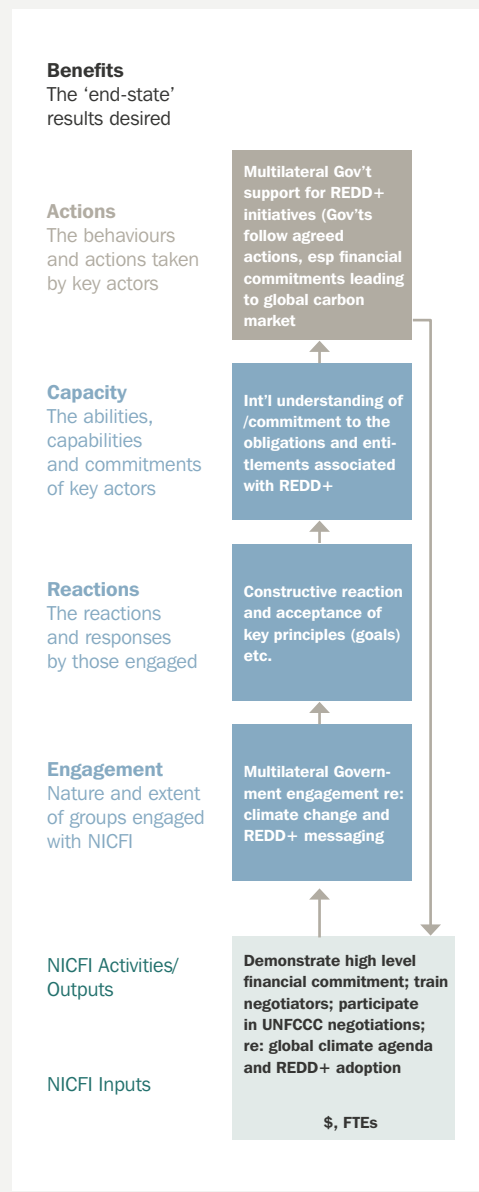 Benefits
The ‘end-state’
results desired
Actions
The behaviours
and actions taken
by key actors
Multilateral Gov’t
support for REDD+
initiatives (Gov’ts
follow agreed
actions, esp financial
commitments leading
to global carbon
market
Capacity
The abilities,
capabilities
and commitments
of key actors
Int’l understanding of
/commitment to the
obligations and enti-
tlements associated
with REDD+
Reactions
The reactions
and responses
by those engaged
Constructive reaction
and acceptance of
key principles (goals)
etc.
Engagement
Nature and extent
of groups engaged
with NICFI
Multilateral Govern-
ment engagement re:
climate change and
REDD+ messaging
NICFI Activities/
Outputs
NICFI Inputs
Demonstrate high level
financial commitment; train
negotiators; participate
in UNFCCC negotiations;
re: global climate agenda
and REDD+ adoption
$, FTEs